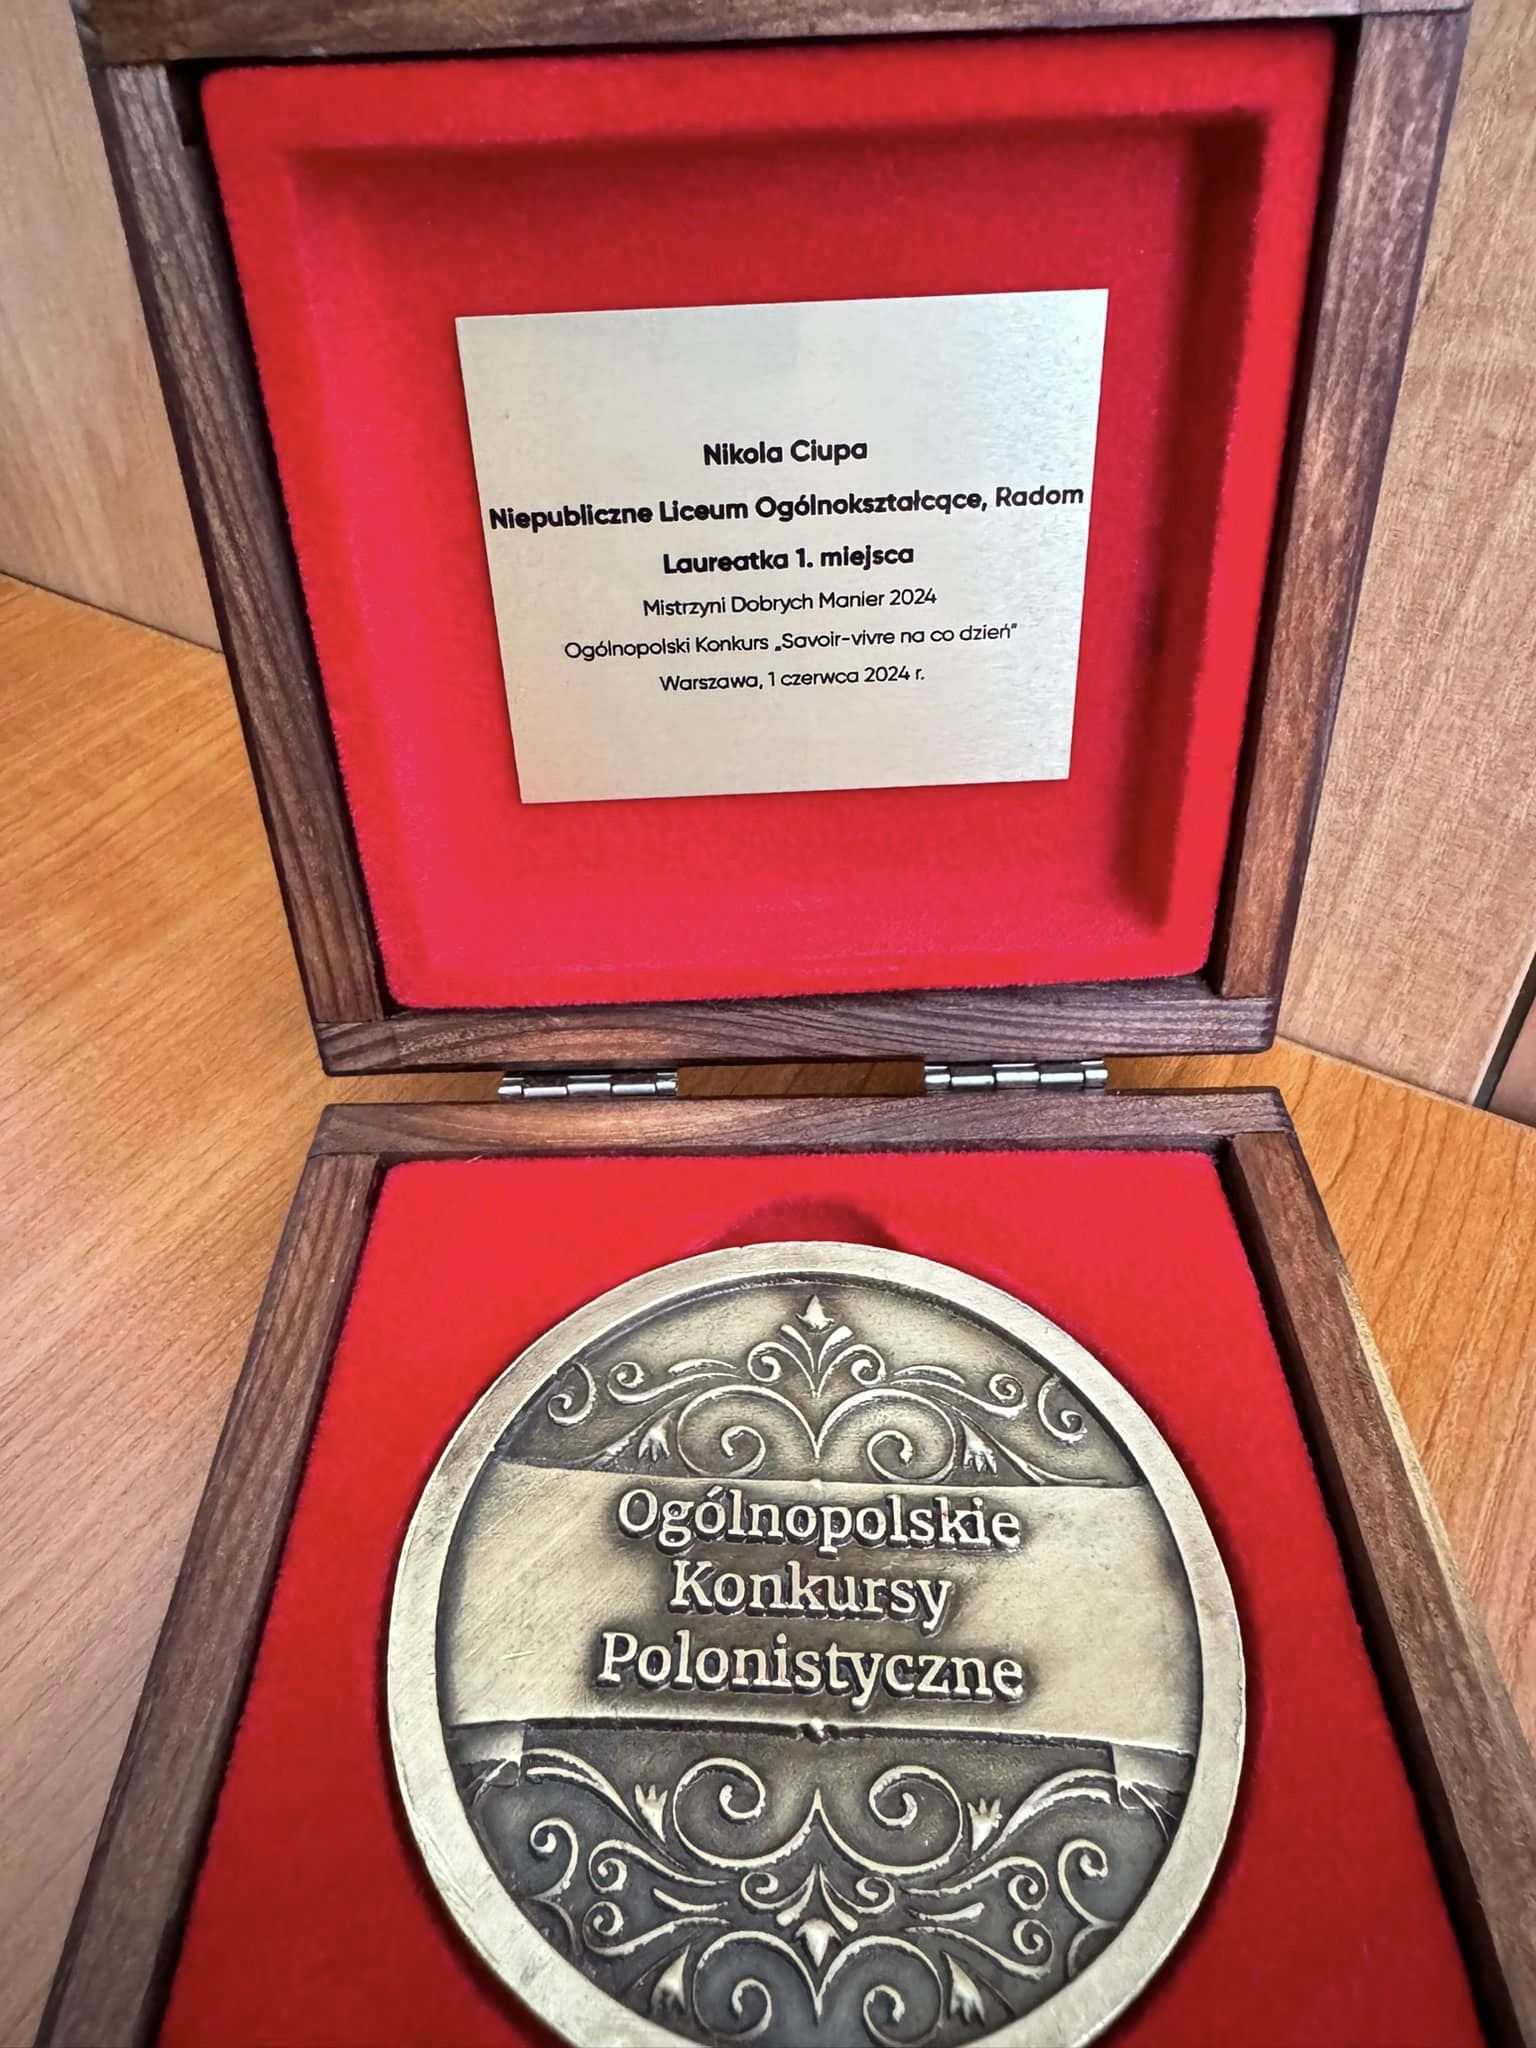 Nikola Ciupa
Niepubliczne Liceum Ogólnokształcące, Radom
Laureatka 1. miejsca
Mistrzyni Dobrych Manier 2024
Ogólnopolski Konkurs „Savoir-vivre na co dzień”
Warszawa, 1 czerwca 2024 r.
Ogólnopolskie
Konkursy
Polonistyczne